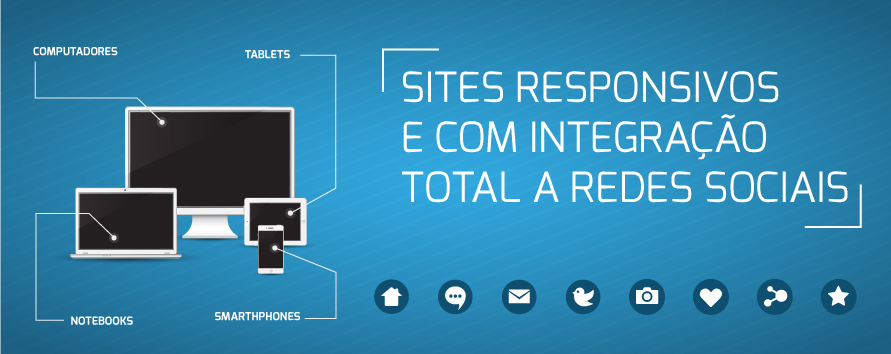 COMPUTADORES
TABLETS
SITES RESPONSIVOS
E COM INTEGRAÇÃO
TOTAL A REDES SOCIAIS
NOTEBOOKS
SMARTHPHONES